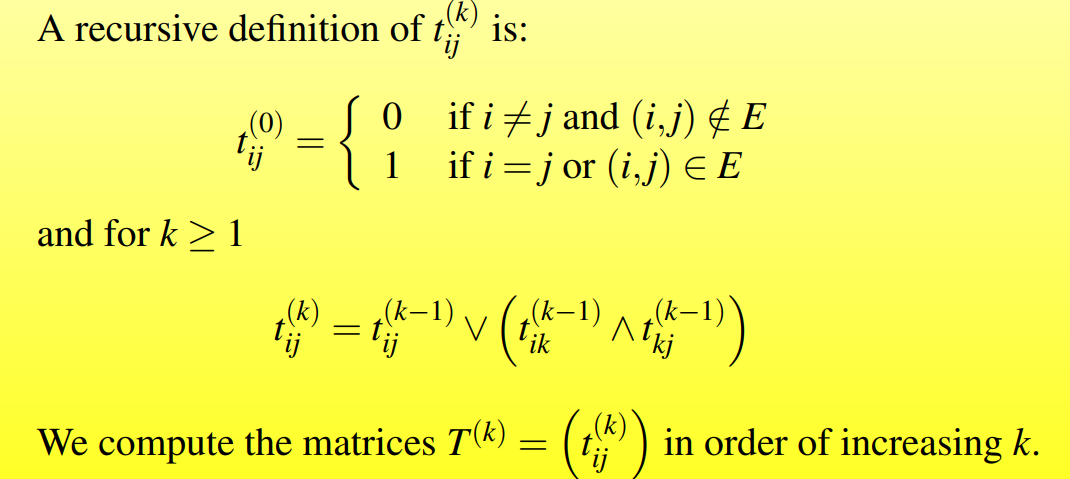 A recursive definition of $t_{ij}^{(k)}$ is:
$t_{ij}^{(0)} = \begin{cases} 0 & \text{if } i \neq j \text{ and } (i,j) \notin E \\ 1 & \text{if } i = j \text{ or } (i,j) \in E \end{cases}$
and for $k \geq 1$
$t_{ij}^{(k)} = t_{ij}^{(k-1)} \vee \left( t_{ik}^{(k-1)} \wedge t_{kj}^{(k-1)} \right)$
We compute the matrices $T^{(k)} = \left( t_{ij}^{(k)} \right)$ in order of increasing $k$.